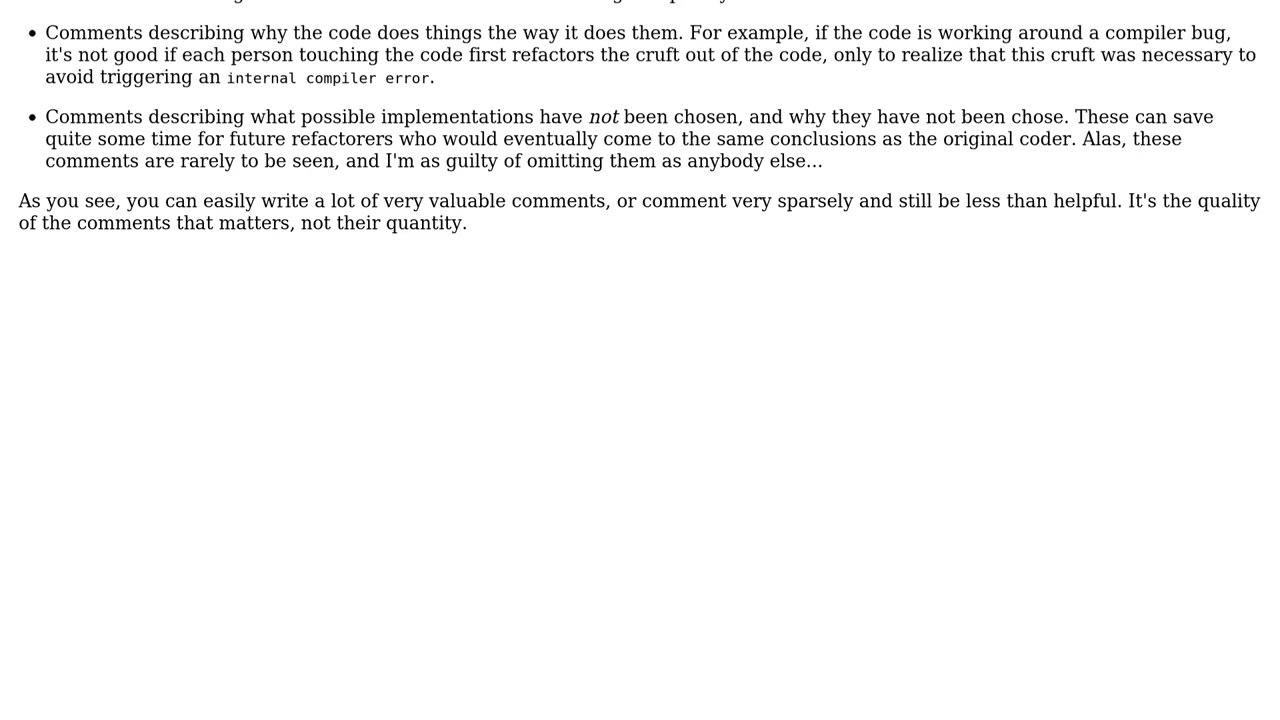 Comments describing why the code does things the way it does them. For example, if the code is working around a compiler bug,
it's not good if each person touching the code first refactors the cruft out of the code, only to realize that this cruft was necessary to
avoid triggering an internal compiler error.
Comments describing what possible implementations have not been chosen, and why they have not been chose. These can save
quite some time for future refactorers who would eventually come to the same conclusions as the original coder. Alas, these
comments are rarely to be seen, and I'm as guilty of omitting them as anybody else...
As you see, you can easily write a lot of very valuable comments, or comment very sparsely and still be less than helpful. It's the quality
of the comments that matters, not their quantity.